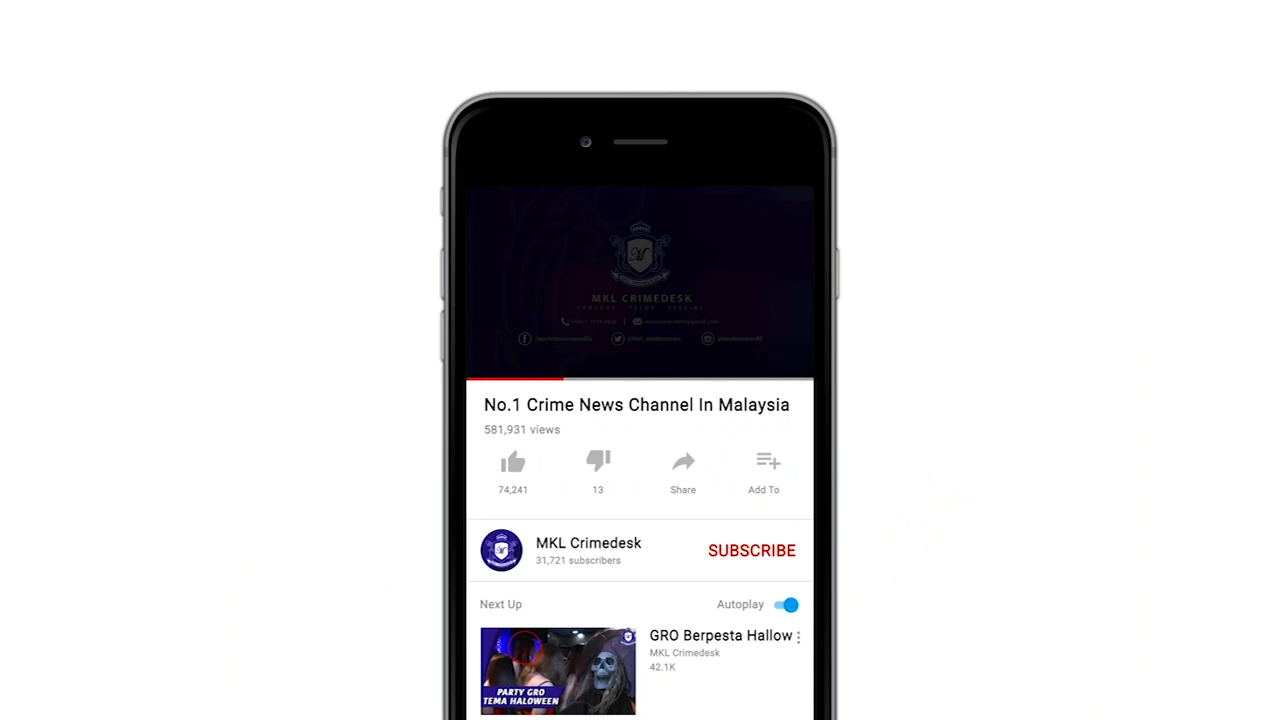 MKL CRIMEDESK
No.1 Crime News Channel In Malaysia
581,931 views
74,241
13
Share
Add To
MKL Crimedesk
31,721 subscribers
SUBSCRIBE
Next Up
Autoplay
GRO Berpesta Hallow
MKL Crimedesk
42.1K
PARTY GRO
TEMA HALOWEEN